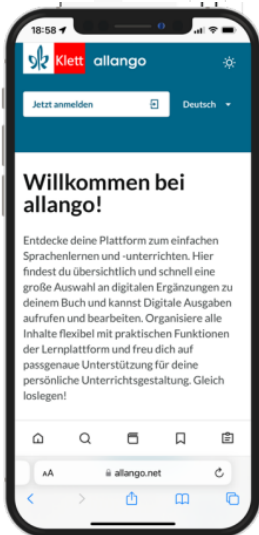 18:58
Klett allango
Jetzt anmelden Deutsch
Willkommen bei
allango!
Entdecke deine Plattform zum einfachen
Sprachenlernen und -unterrichten. Hier
findest du übersichtlich und schnell eine
große Auswahl an digitalen Ergänzungen zu
deinem Buch und kannst Digitale Ausgaben
aufrufen und bearbeiten. Organisiere alle
Inhalte flexibel mit praktischen Funktionen
der Lernplattform und freu dich auf
passgenaue Unterstützung für deine
persönliche Unterrichtsgestaltung. Gleich
loslegen!
AA allango.net